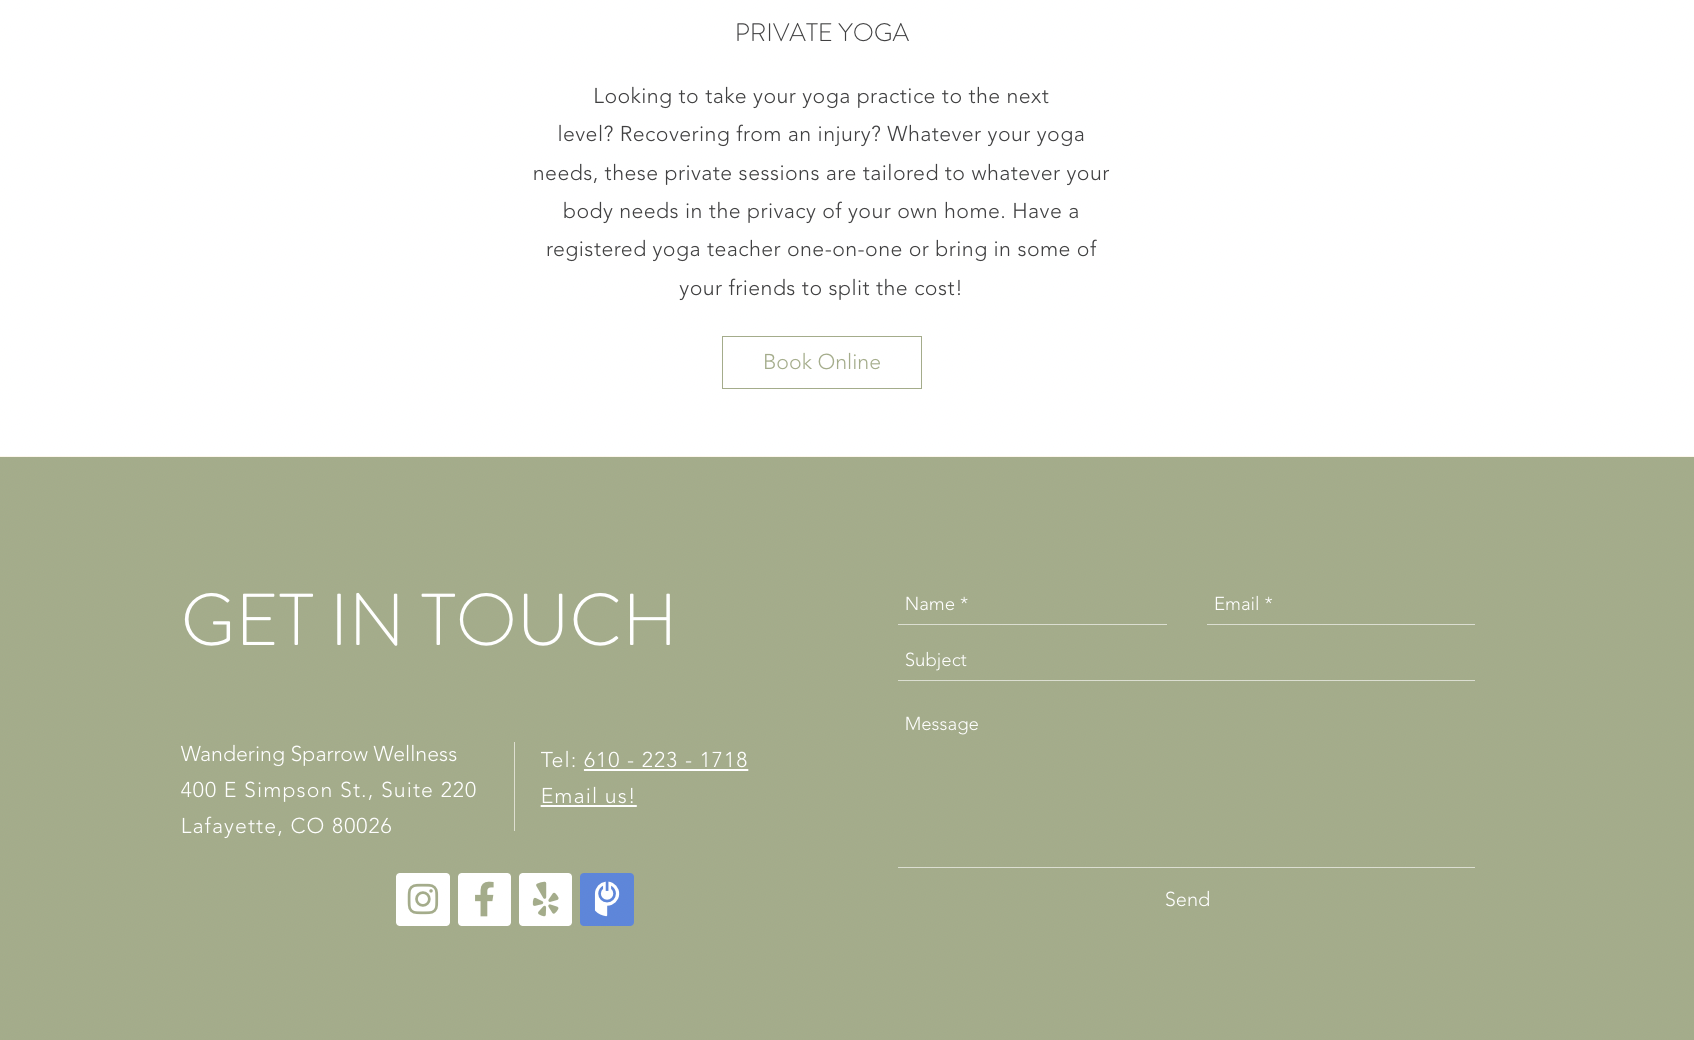 PRIVATE YOGA
Looking to take your yoga practice to the next
level? Recovering from an injury? Whatever your yoga
needs, these private sessions are tailored to whatever your
body needs in the privacy of your own home. Have a
registered yoga teacher one-on-one or bring in some of
your friends to split the cost!
Book Online
GET IN TOUCH
Wandering Sparrow Wellness
400 E Simpson St., Suite 220
Lafayette, CO 80026
Tel: 610 - 223 - 1718
Email us!
Name *
Email *
Subject
Message
Send